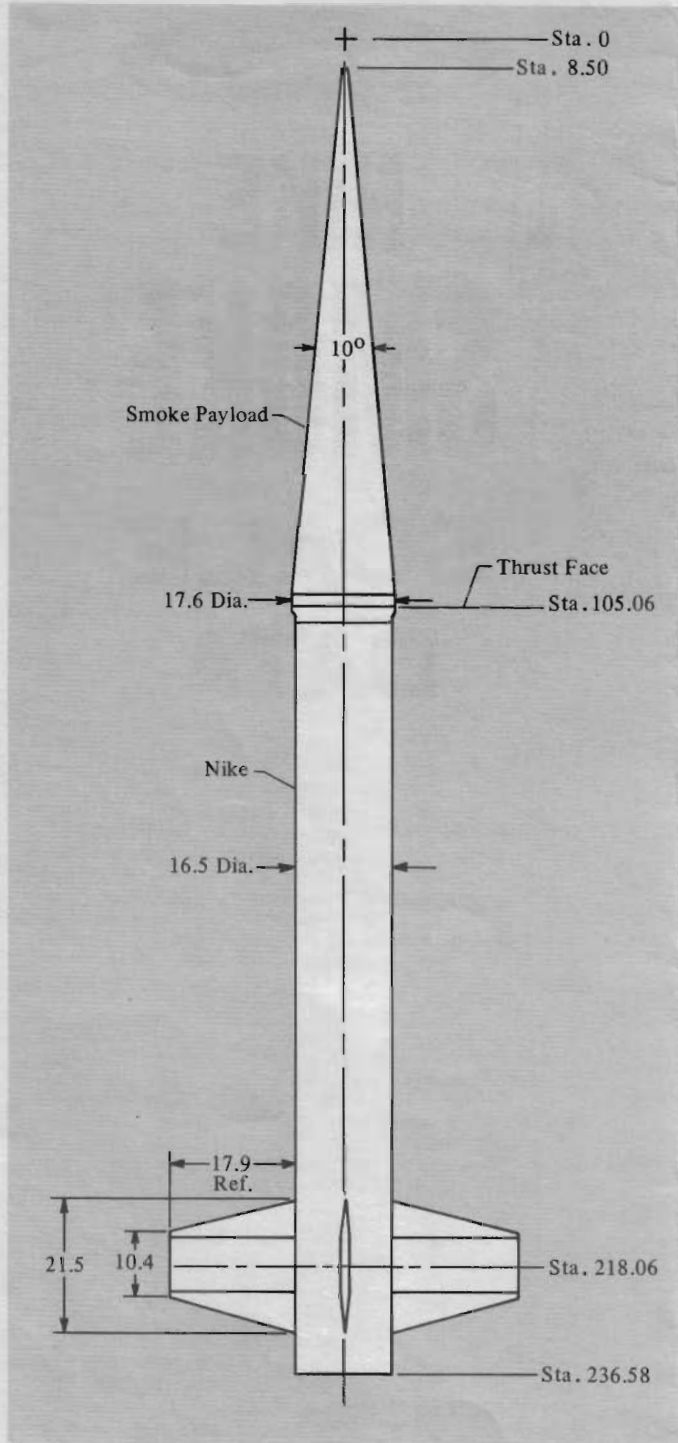 Sta. 0
Sta. 8.50
10°
Smoke Payload
Thrust Face
17.6 Dia.
Sta. 105.06
Nike
16.5 Dia.
17.9
Ref.
21.5
10.4
Sta. 218.06
Sta. 236.58